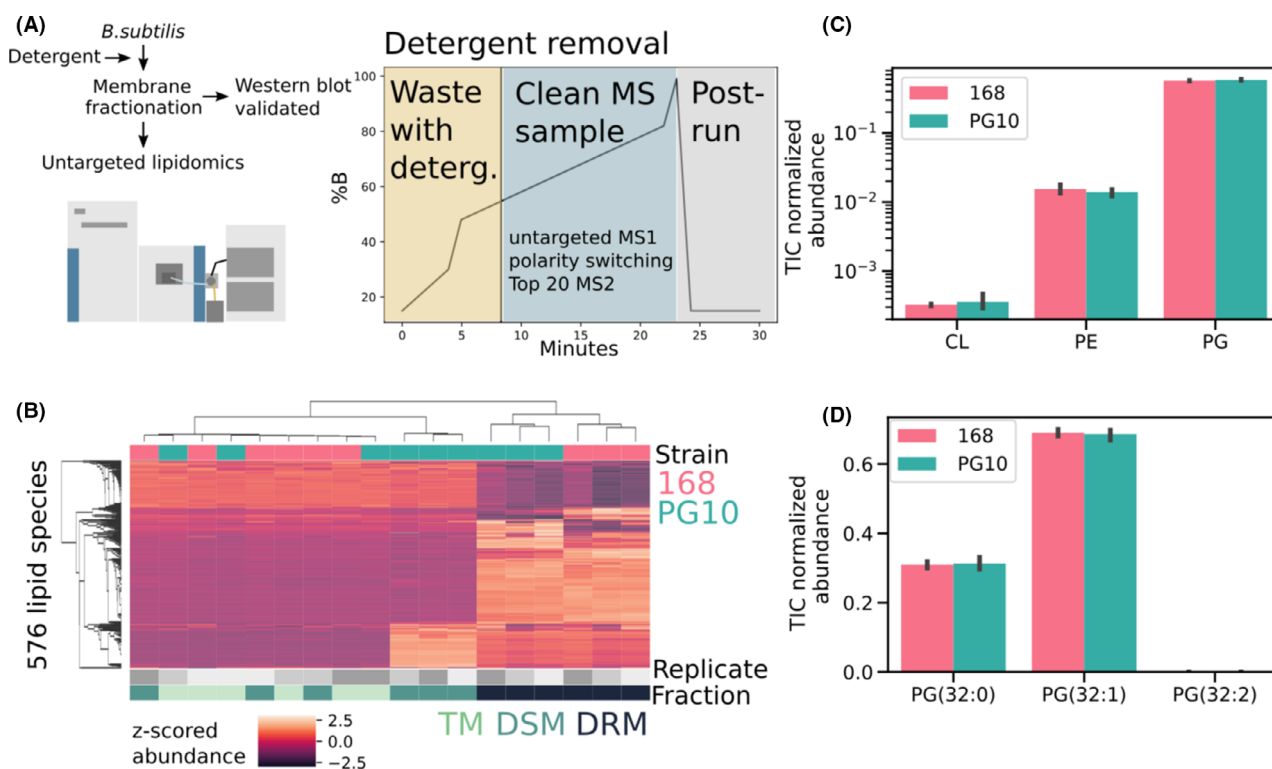 (A)
B.subtilis
Detergent
Membrane
fractionation
Western blot
validated
Untargeted lipidomics
Detergent removal
Waste
with
deterg.
Clean MS
sample
Post-
run
untargeted MS1
polarity switching
Top 20 MS2
%B
100
80
60
40
20
0
5
10
15
20
25
30
Minutes
(C)
168
PG10
TIC normalized
abundance
10⁻¹
10⁻²
10⁻³
CL
PE
PG
(B)
576 lipid species
Strain
168
PG10
Replicate
Fraction
TM DSM DRM
z-scored
abundance
2.5
0.0
−2.5
(D)
168
PG10
TIC normalized
abundance
0.6
0.4
0.2
0.0
PG(32:0)
PG(32:1)
PG(32:2)